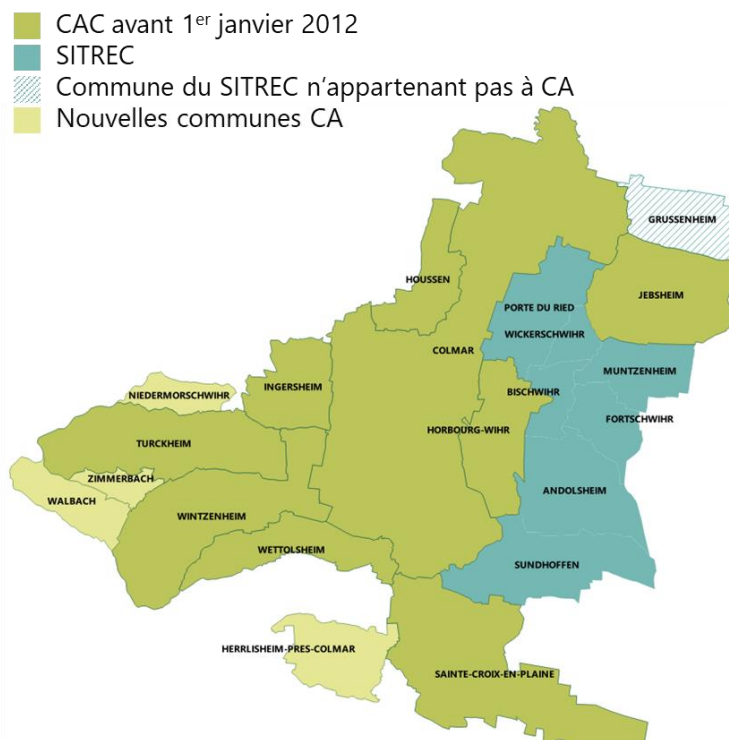 CAC avant 1er janvier 2012
SITREC
Commune du SITREC n'appartenant pas à CA
Nouvelles communes CA
GRUSSENHEIM
HOUSSEN
JEBSHEIM
PORTE DU RIED
WICKERSCHWIHR
COLMAR
MUNTZENHEIM
INGERSHEIM
NIEDERMORSCHWIHR
BISCHWIHR
FORTSCHWIHR
HORBOURG-WIHR
TURCKHEIM
ZIMMERBACH
ANDOLSHEIM
WALBACH
WINTZENHEIM
WETTOLSHEIM
SUNDHOFFEN
HERRLISHEIM-PRES-COLMAR
SAINTE-CROIX-EN-PLAINE